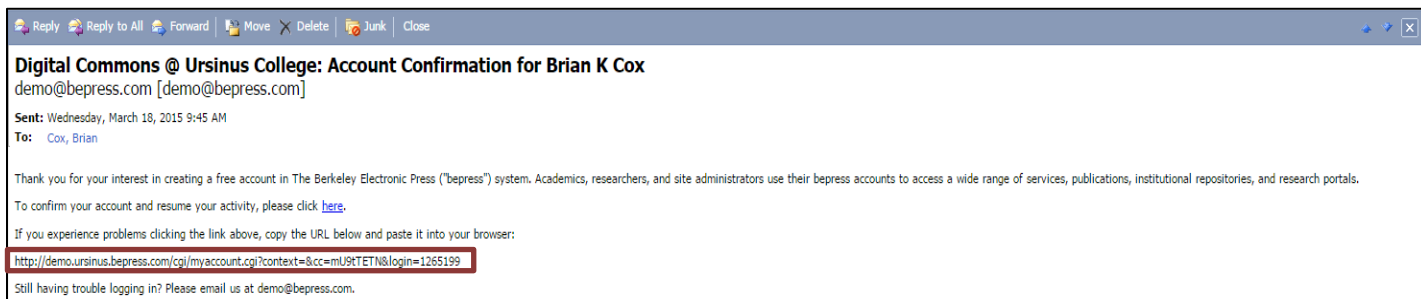 Reply Reply to All Forward Move Delete Junk Close
Digital Commons @ Ursinus College: Account Confirmation for Brian K Cox
demo@bepress.com [demo@bepress.com]
Sent: Wednesday, March 18, 2015 9:45 AM
To: Cox, Brian
Thank you for your interest in creating a free account in The Berkeley Electronic Press ("bepress") system. Academics, researchers, and site administrators use their bepress accounts to access a wide range of services, publications, institutional repositories, and research portals.
To confirm your account and resume your activity, please click here.
If you experience problems clicking the link above, copy the URL below and paste it into your browser:
http://demo.ursinus.bepress.com/cgi/myaccount.cgi?context=&cc=mU9tTETN&login=1265199
Still having trouble logging in? Please email us at demo@bepress.com.